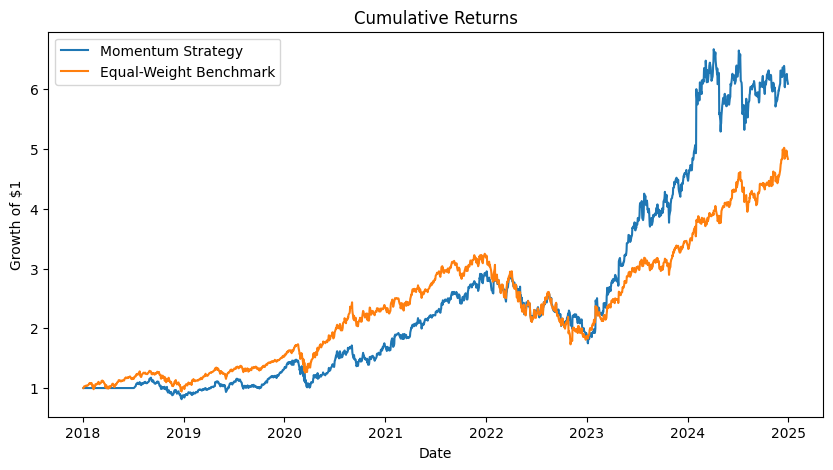 Cumulative Returns
Momentum Strategy
Equal-Weight Benchmark
Growth of $1
6
5
4
3
2
1
2018 2019 2020 2021 2022 2023 2024 2025
Date